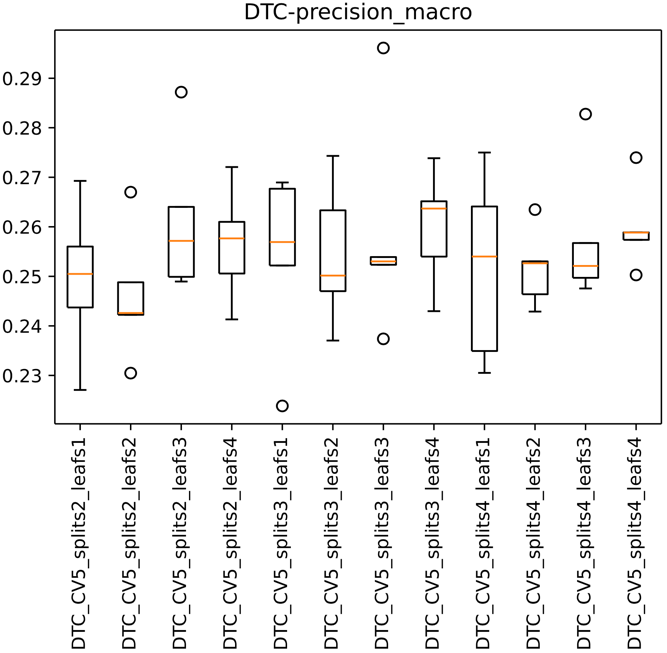 DTC-precision_macro
0.29
0.28
0.27
0.26
0.25
0.24
0.23
DTC_CV5_splits2_leafs1
DTC_CV5_splits2_leafs2
DTC_CV5_splits2_leafs3
DTC_CV5_splits2_leafs4
DTC_CV5_splits3_leafs1
DTC_CV5_splits3_leafs2
DTC_CV5_splits3_leafs3
DTC_CV5_splits3_leafs4
DTC_CV5_splits4_leafs1
DTC_CV5_splits4_leafs2
DTC_CV5_splits4_leafs3
DTC_CV5_splits4_leafs4